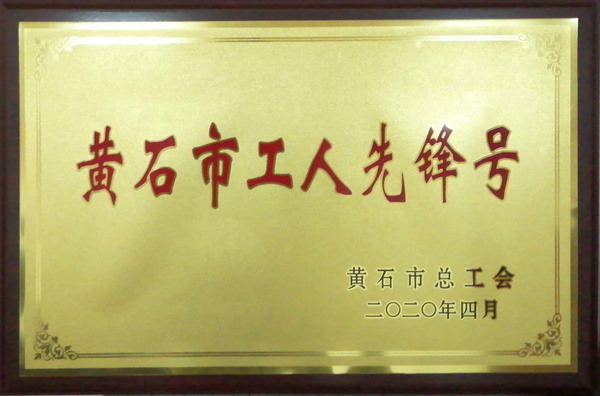 黄石市工人先锋号
黄石市总工会
二〇二〇年四月